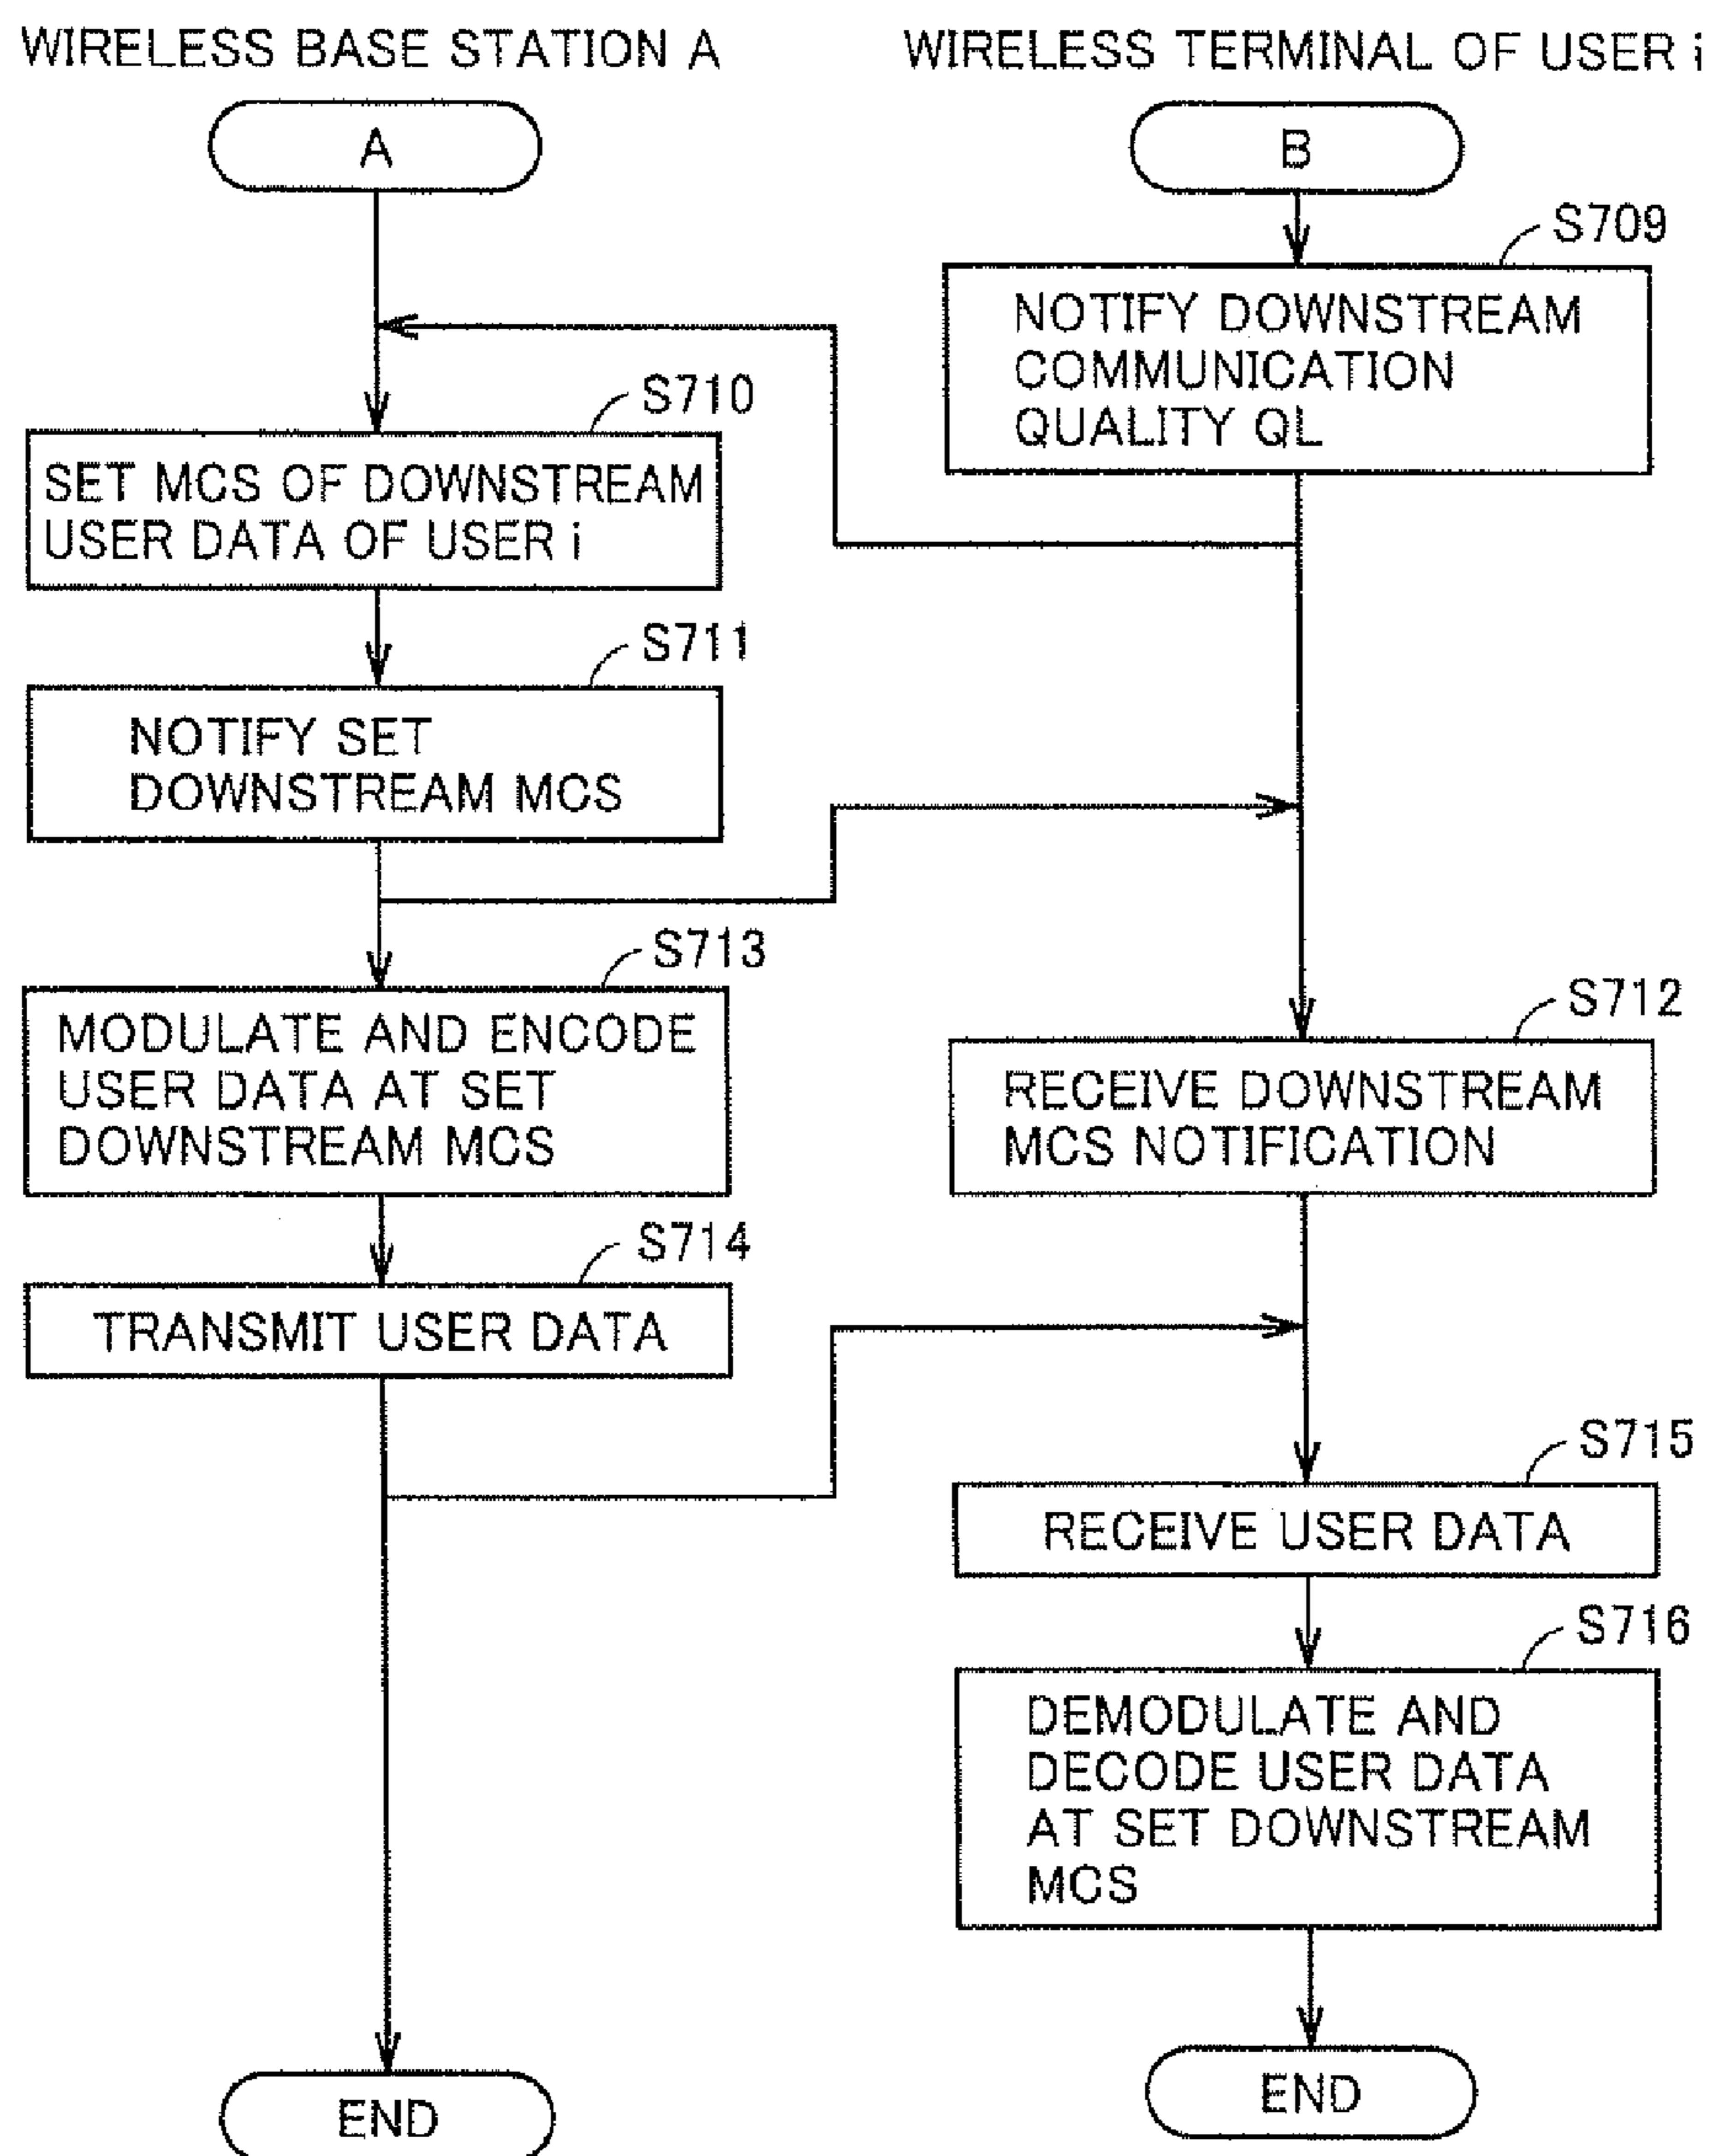 WIRELESS BASE STATION A
WIRELESS TERMINAL OF USER i
A
B
S709
NOTIFY DOWNSTREAM
COMMUNICATION
QUALITY QL
S710
SET MCS OF DOWNSTREAM
USER DATA OF USER i
S711
NOTIFY SET
DOWNSTREAM MCS
S713
MODULATE AND ENCODE
USER DATA AT SET
DOWNSTREAM MCS
S712
RECEIVE DOWNSTREAM
MCS NOTIFICATION
S714
TRANSMIT USER DATA
S715
RECEIVE USER DATA
S716
DEMODULATE AND
DECODE USER DATA
AT SET DOWNSTREAM
MCS
END
END